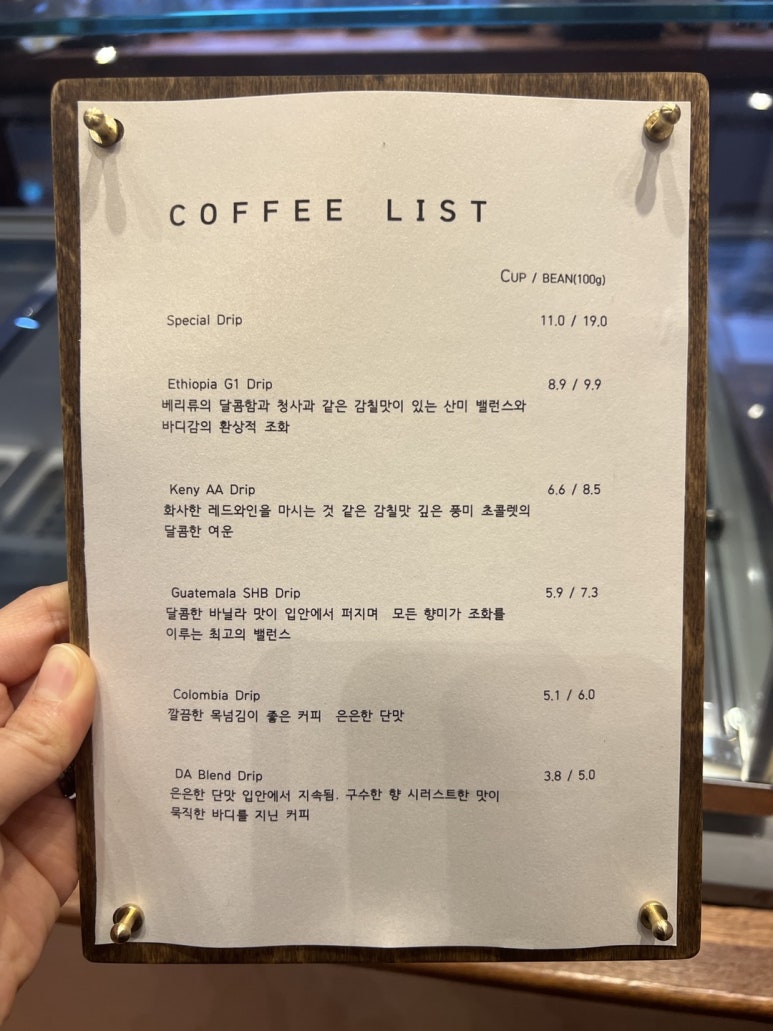 COFFEE LIST
CUP / BEAN(100g)
Special Drip 11.0 / 19.0
Ethiopia G1 Drip 8.9 / 9.9
베리류의 달콤함과 청사과 같은 감칠맛이 있는 산미 밸런스와
바디감의 환상적 조화
Keny AA Drip 6.6 / 8.5
화사한 레드와인을 마시는 것 같은 감칠맛 깊은 풍미 초콜렛의
달콤한 여운
Guatemala SHB Drip 5.9 / 7.3
달콤한 바닐라 맛이 입안에서 퍼지며 모든 향미가 조화를
이루는 최고의 밸런스
Colombia Drip 5.1 / 6.0
깔끔한 목넘김이 좋은 커피 은은한 단맛
DA Blend Drip 3.8 / 5.0
은은한 단맛 입안에서 지속됨. 구수한 향 시러스트한 맛이
묵직한 바디를 지닌 커피